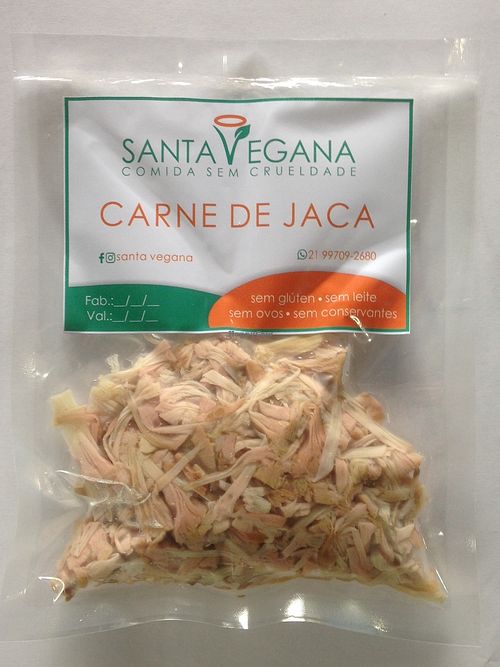 SANTA VEGANA
COMIDA SEM CRUELDADE
CARNE DE JACA
santa vegana
21 99709-2680
Fab.:__/__/__
Val.:__/__/__
sem glúten • sem leite
sem ovos • sem conservantes